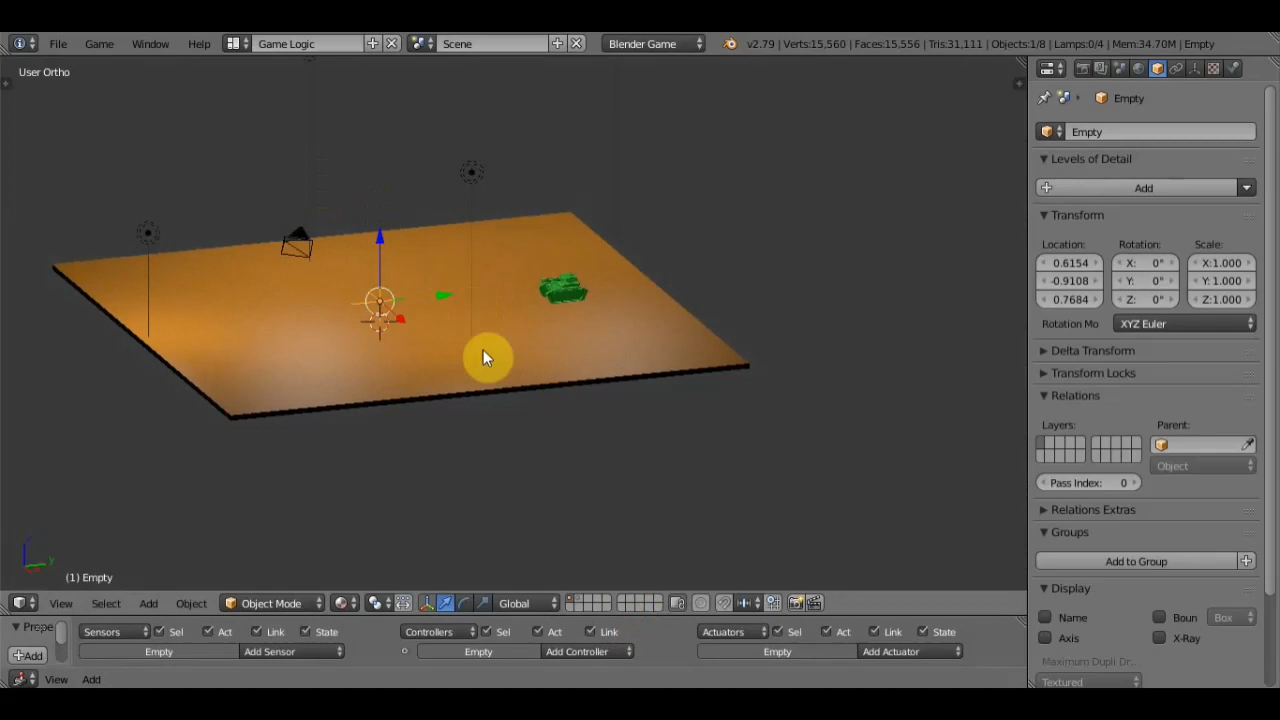 File Game Window Help Game Logic Scene Blender Game v2.79 | Verts:15,560 | Faces:15,556 | Tris:31,111 | Objects:1/8 | Lamps:0/4 | Mem:34.70M | Empty
User Ortho
Empty
Empty
Levels of Detail
Add
Transform
Location: Rotation: Scale:
0.6154 X: 0° X:1.000
-0.9108 Y: 0° Y:1.000
0.7684 Z: 0° Z:1.000
Rotation Mo XYZ Euler
Delta Transform
Transform Locks
Relations
Layers: Parent:
Object
Pass Index: 0
Relations Extras
Groups
Add to Group
Display
Name Boun Box
Axis X-Ray
Maximum Dupli Dr...
Textured
y
(1) Empty
View Select Add Object Object Mode Global
Prope Sensors Sel Act Link State Controllers Sel Act Link Actuators Sel Act Link State
Add Empty Add Sensor Empty Add Controller Empty Add Actuator
View Add